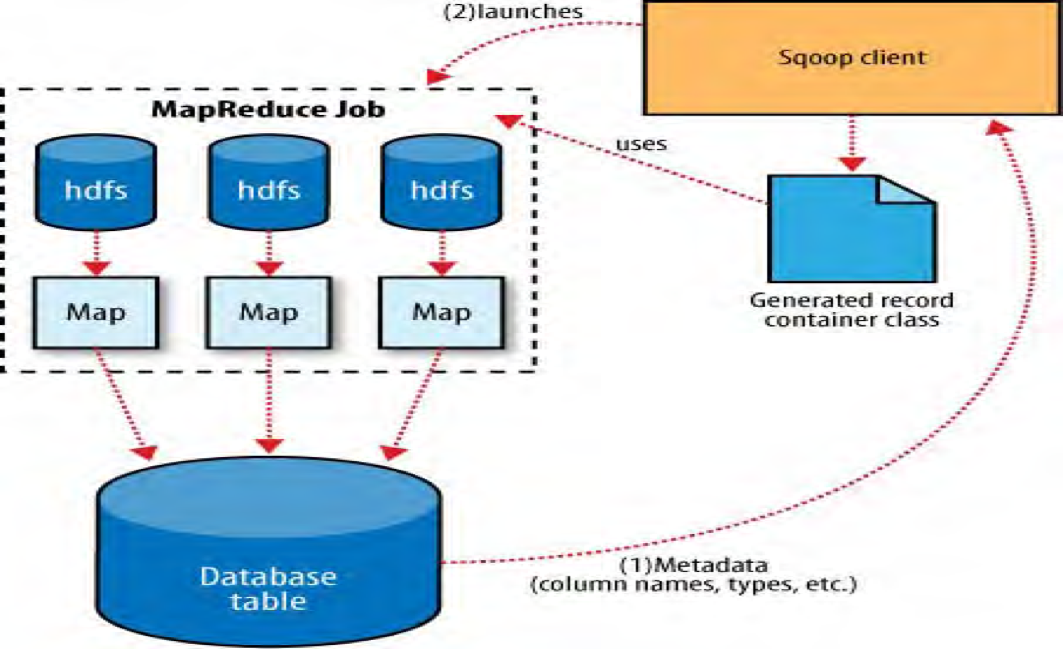 (2)launches
Sqoop client
MapReduce Job
uses
hdfs
hdfs
hdfs
Map
Map
Map
Generated record
container class
Database
table
(1)Metadata
(column names, types, etc.)